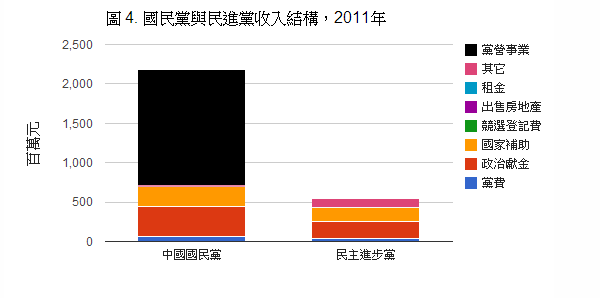 圖 4. 國民黨與民進黨收入結構，2011年
2,500
2,000
1,500
1,000
500
0
百萬元
中國國民黨
民主進步黨
黨營事業
其它
租金
出售房地產
競選登記費
國家補助
政治獻金
黨費